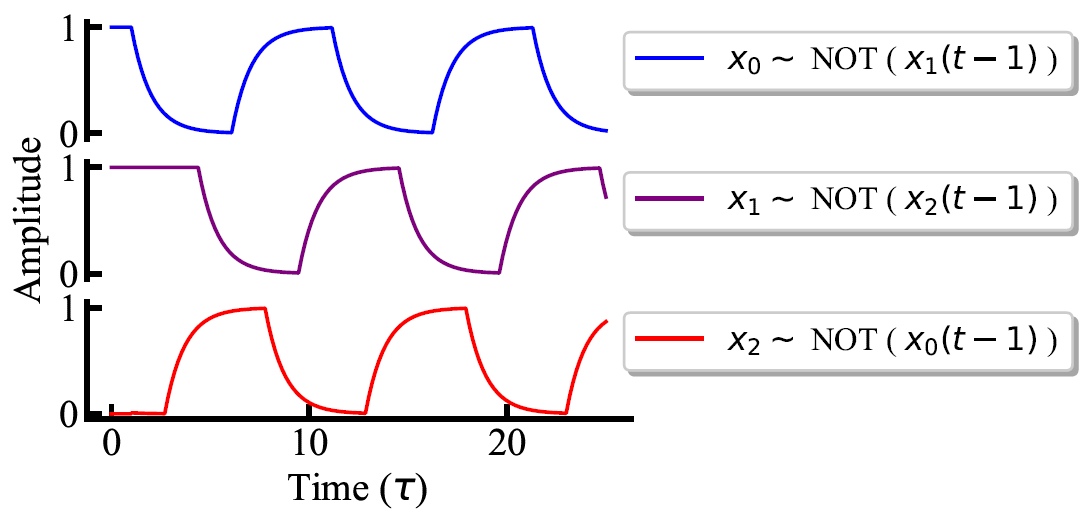 Amplitude
1
0
x₀ ~ NOT ( x₁(t − 1) )
1
0
x₁ ~ NOT ( x₂(t − 1) )
1
0
x₂ ~ NOT ( x₀(t − 1) )
0 10 20
Time (τ)